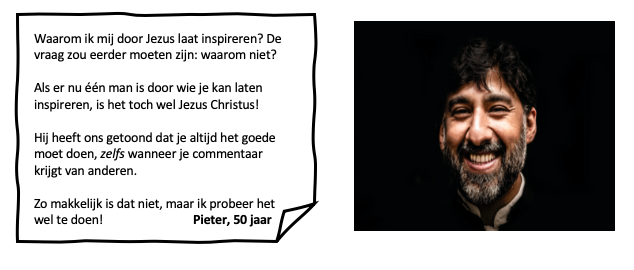 Waarom ik mij door Jezus laat inspireren? De
vraag zou eerder moeten zijn: waarom niet?
Als er nu één man is door wie je kan laten
inspireren, is het toch wel Jezus Christus!
Hij heeft ons getoond dat je altijd het goede
moet doen, zelfs wanneer je commentaar
krijgt van anderen.
Zo makkelijk is dat niet, maar ik probeer het
wel te doen! Pieter, 50 jaar